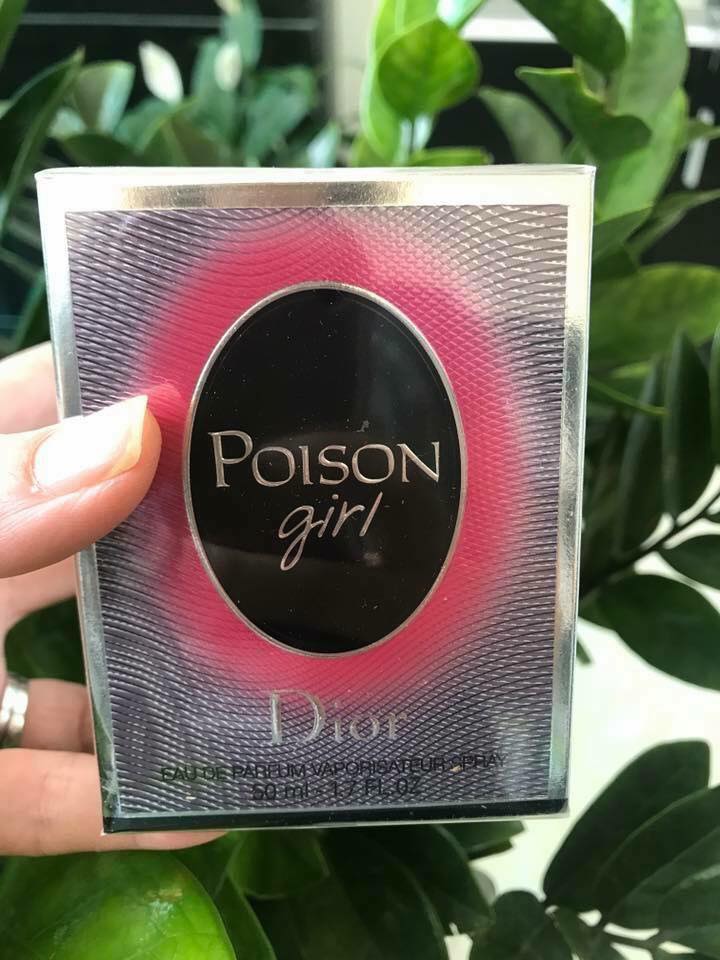 POISON
girl
Dior
EAU DE PARFUM VAPORISATEUR SPRAY
50 ml - 1.7 FL. OZ